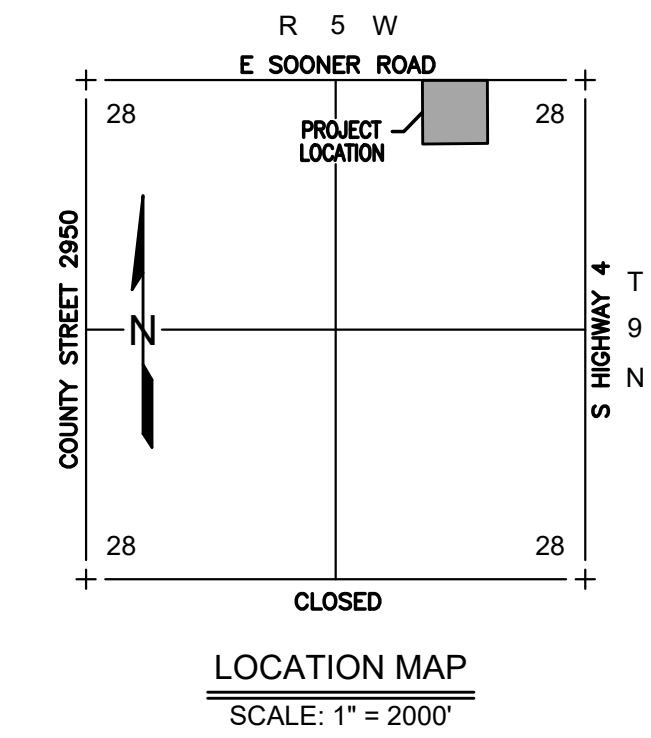 R 5 W
E SOONER ROAD
28
28
PROJECT
LOCATION
COUNTY STREET 2950
N
S HIGHWAY 4
T
9
N
28
28
CLOSED
LOCATION MAP
SCALE: 1" = 2000'